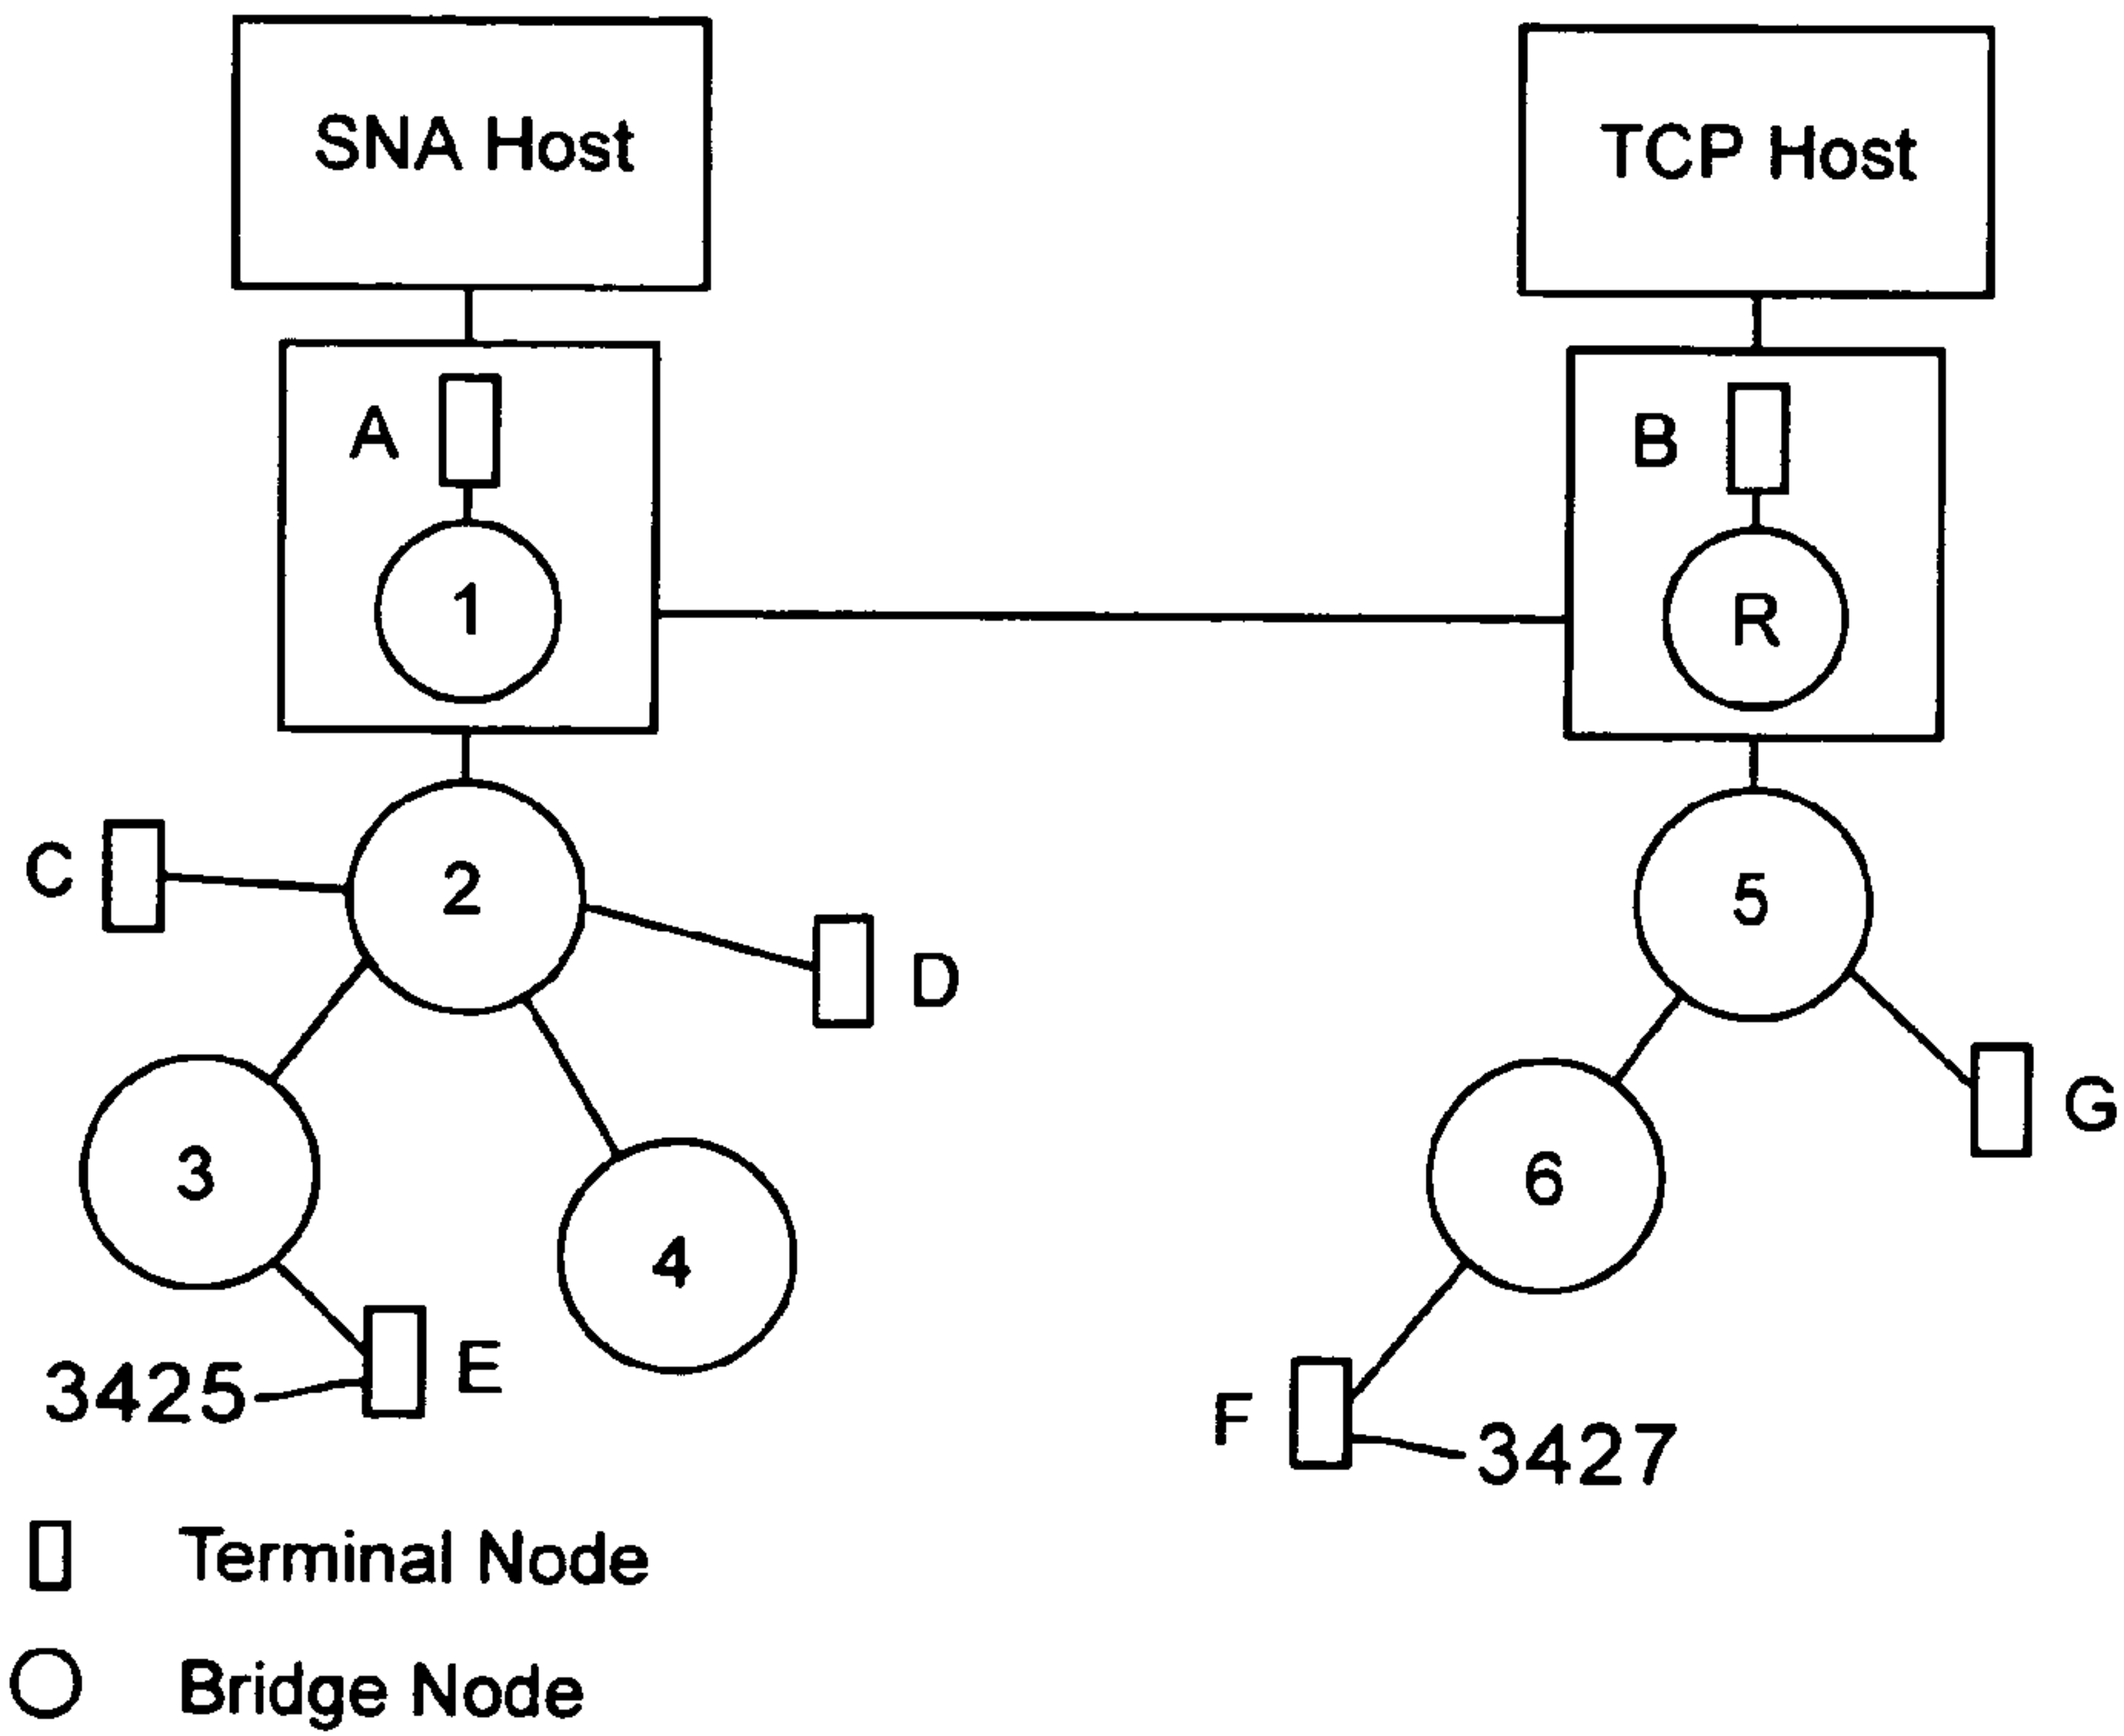 SNA Host
TCP Host
A
B
1
R
C
2
D
5
G
3
4
6
E
3425
F
3427
Terminal Node
Bridge Node